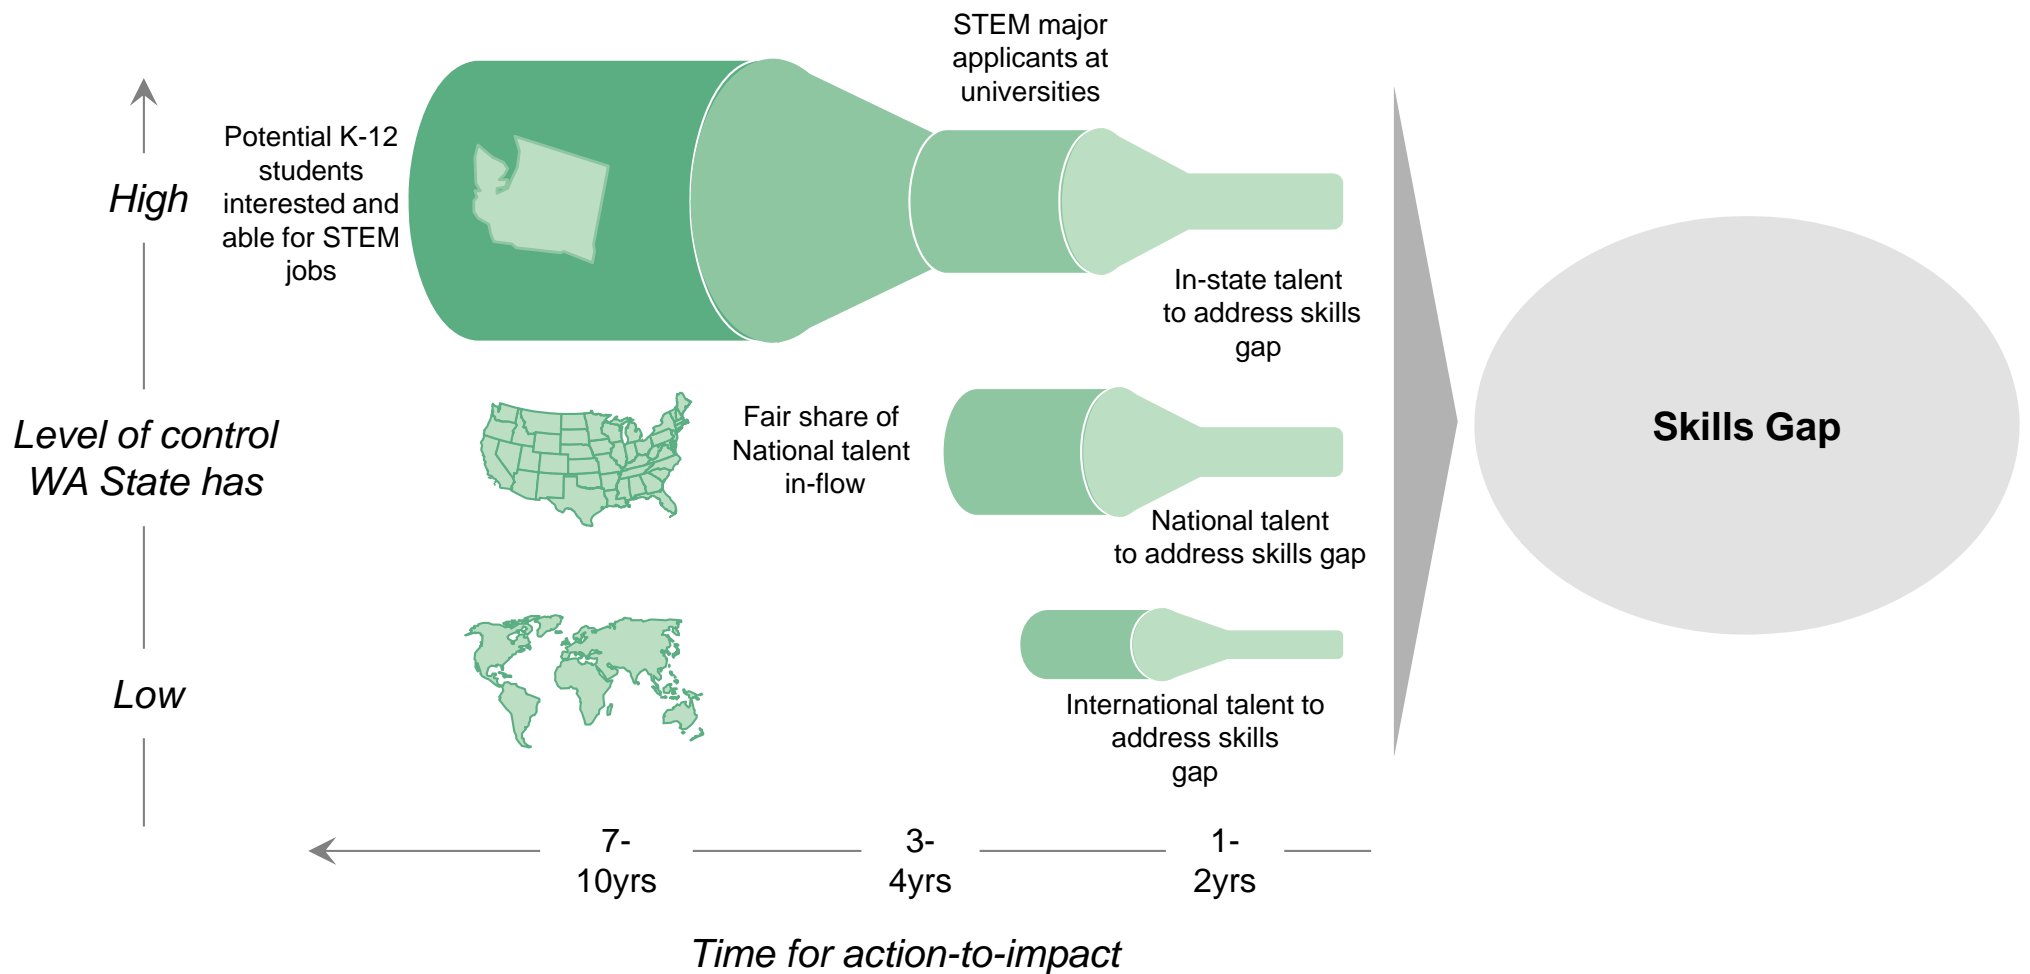 STEM major
applicants at
universities
Potential K-12
students
interested and
able for STEM
jobs
High
In-state talent
to address skills
gap
Level of control
WA State has
Fair share of
National talent
in-flow
National talent
to address skills gap
Skills Gap
Low
International talent to
address skills
gap
7-
10yrs
3-
4yrs
1-
2yrs
Time for action-to-impact